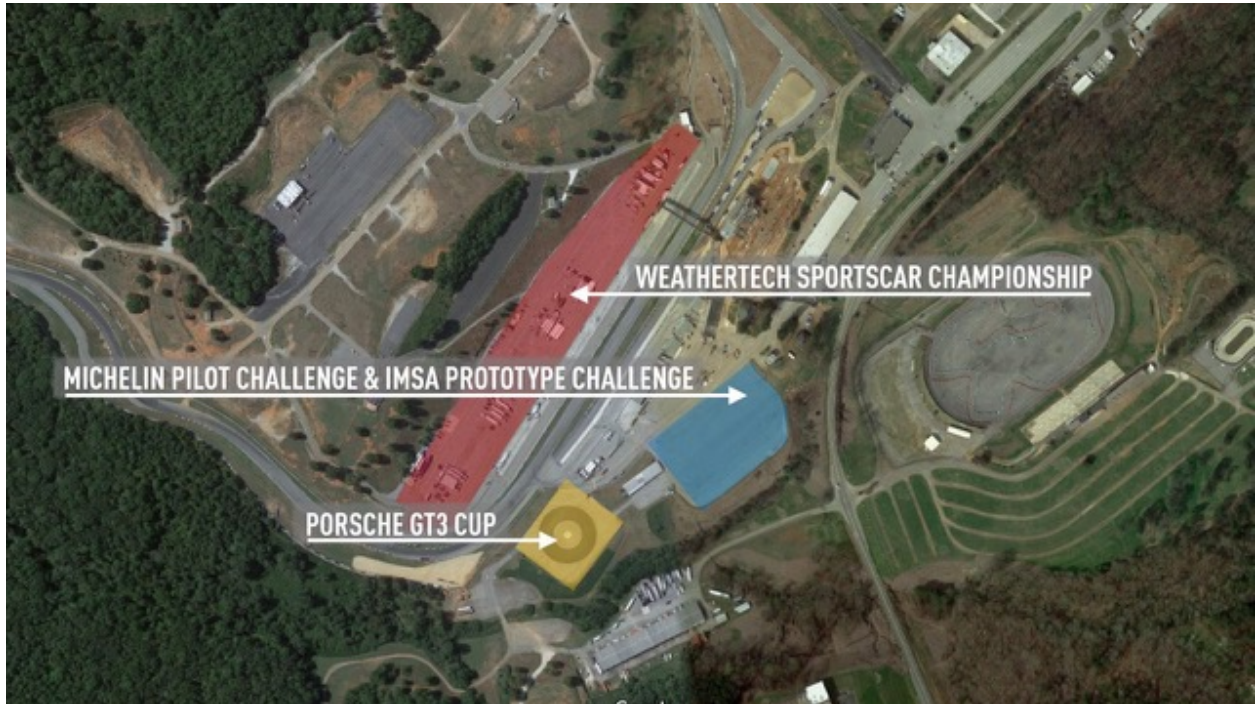 WEATHERTECH SPORTSCAR CHAMPIONSHIP
MICHELIN PILOT CHALLENGE & IMSA PROTOTYPE CHALLENGE
PORSCHE GT3 CUP